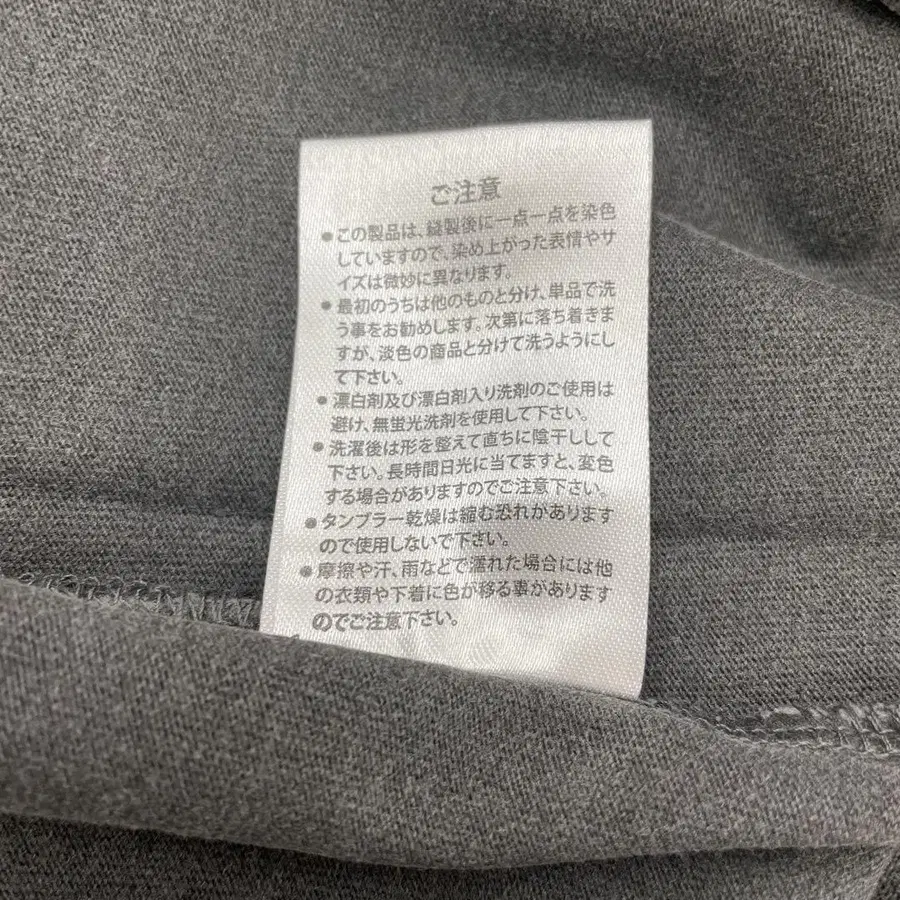 ご注意
●この製品は、縫製後に一点一点を染色
していますので、染め上がった表情やサ
イズは微妙に異なります。
●最初のうちは他のものと分け、単品で洗
う事をお勧めします。次第に落ち着きま
すが、淡色の商品と分けて洗うようにし
て下さい。
●漂白剤及び漂白剤入り洗剤のご使用は
避け、無蛍光洗剤を使用して下さい。
●洗濯後は形を整えて直ちに陰干しして
下さい。長時間日光に当てますと、変色
する場合がありますのでご注意下さい。
●タンブラー乾燥は縮む恐れがあります
ので使用しないで下さい。
●摩擦や汗、雨などで濡れた場合には他
の衣類や下着に色が移る事があります
のでご注意下さい。